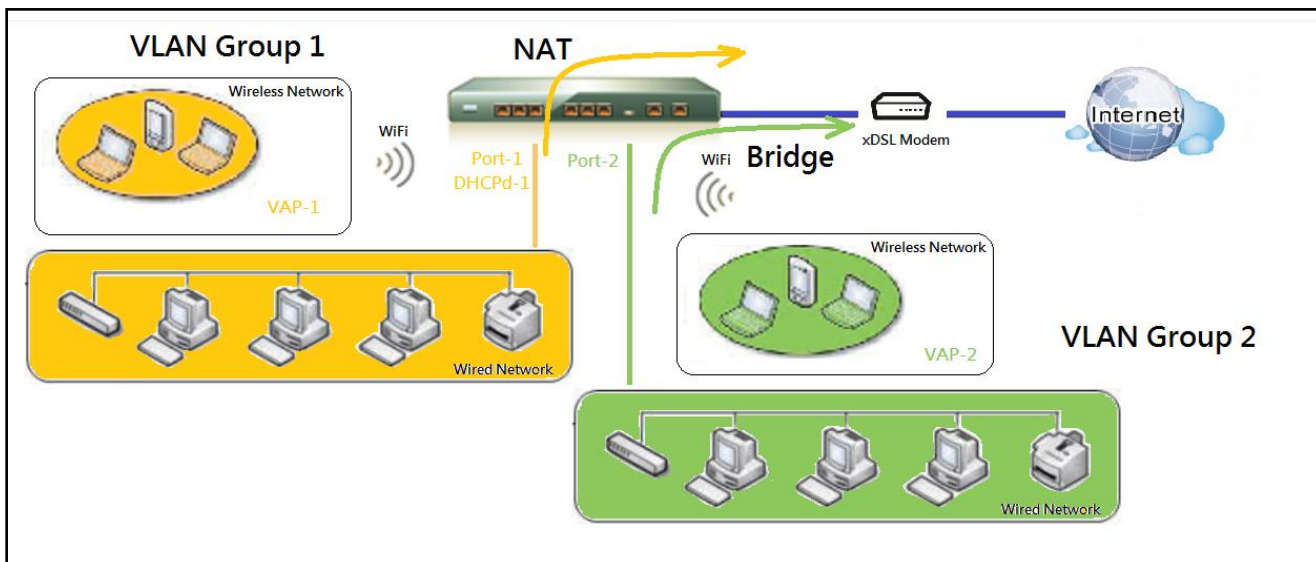 VLAN Group 1
NAT
Wireless Network
WiFi
VAP-1
Port-1
DHCPd-1
Port-2
WiFi
Bridge
xDSL Modem
Internet
Wired Network
Wireless Network
VAP-2
VLAN Group 2
Wired Network